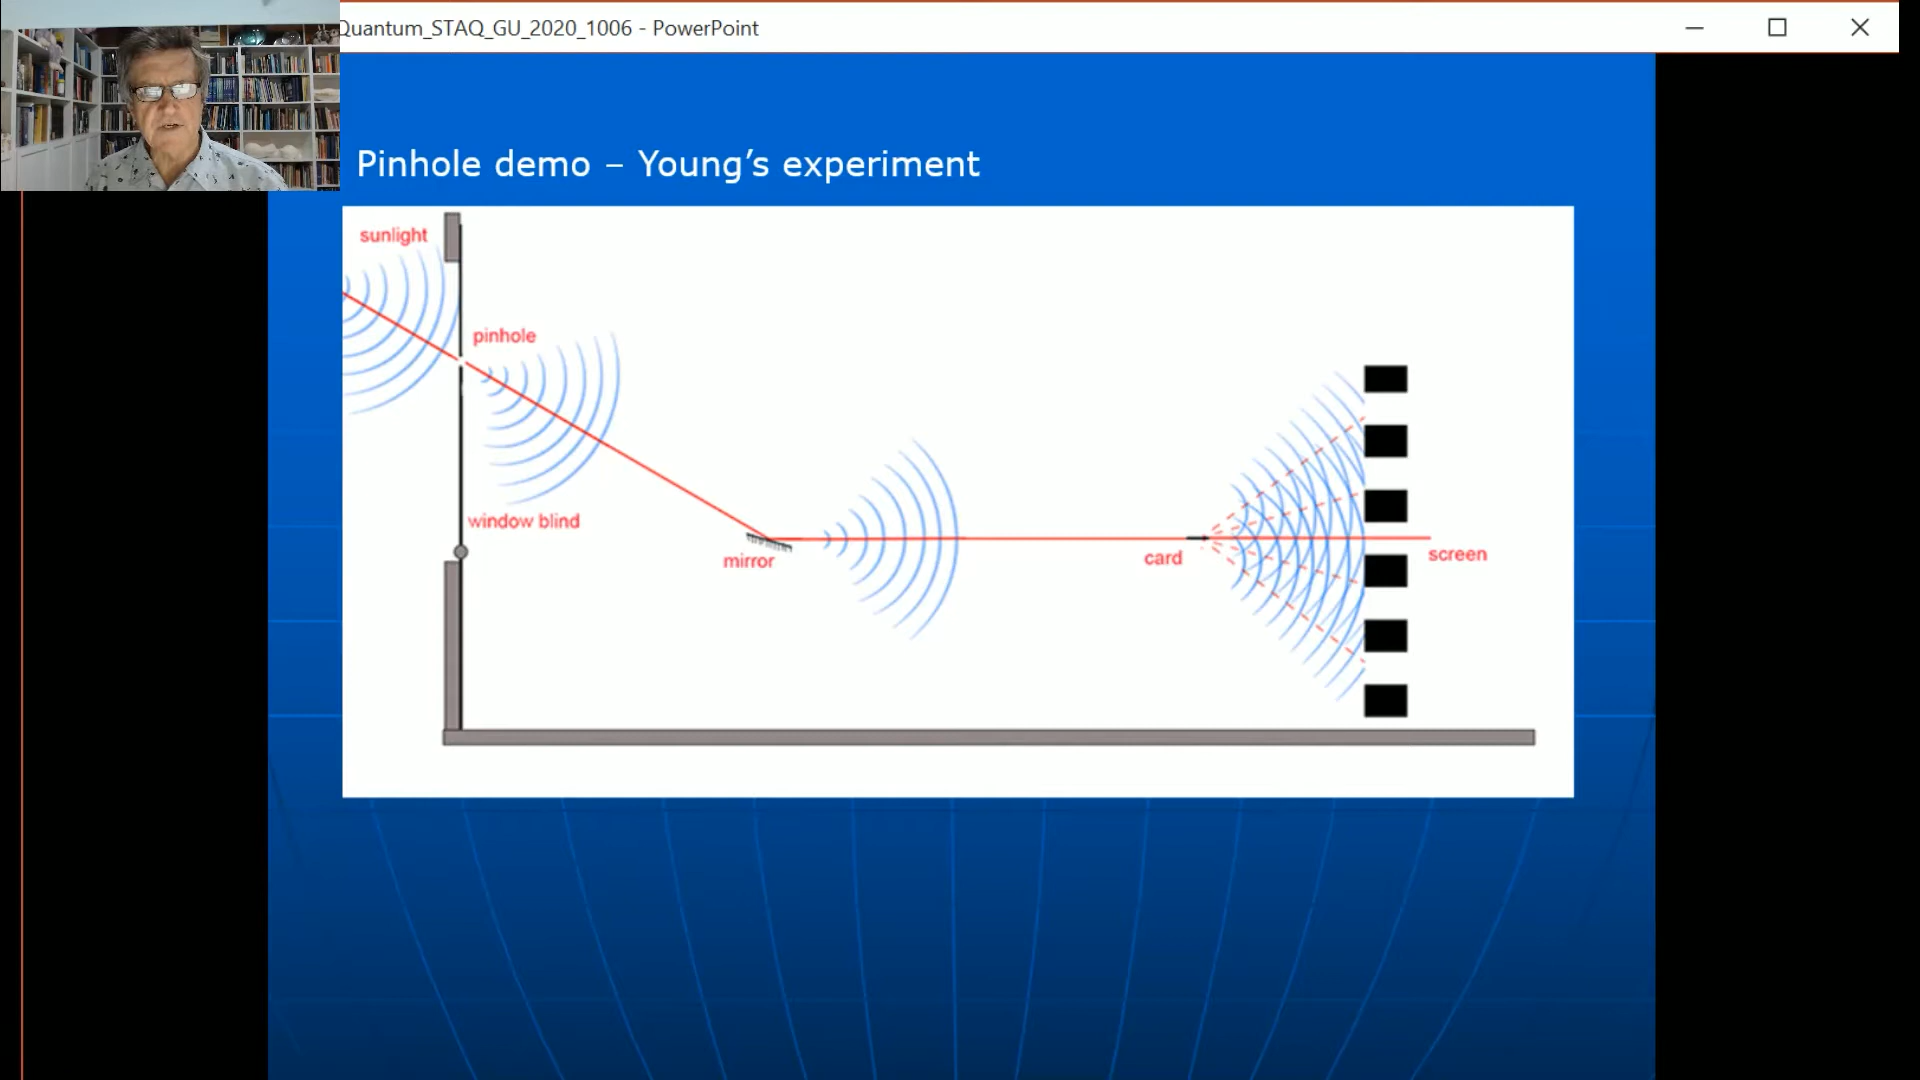 Quantum_STAQ_GU_2020_1006 - PowerPoint
Pinhole demo – Young’s experiment
sunlight
pinhole
window blind
mirror
card
screen